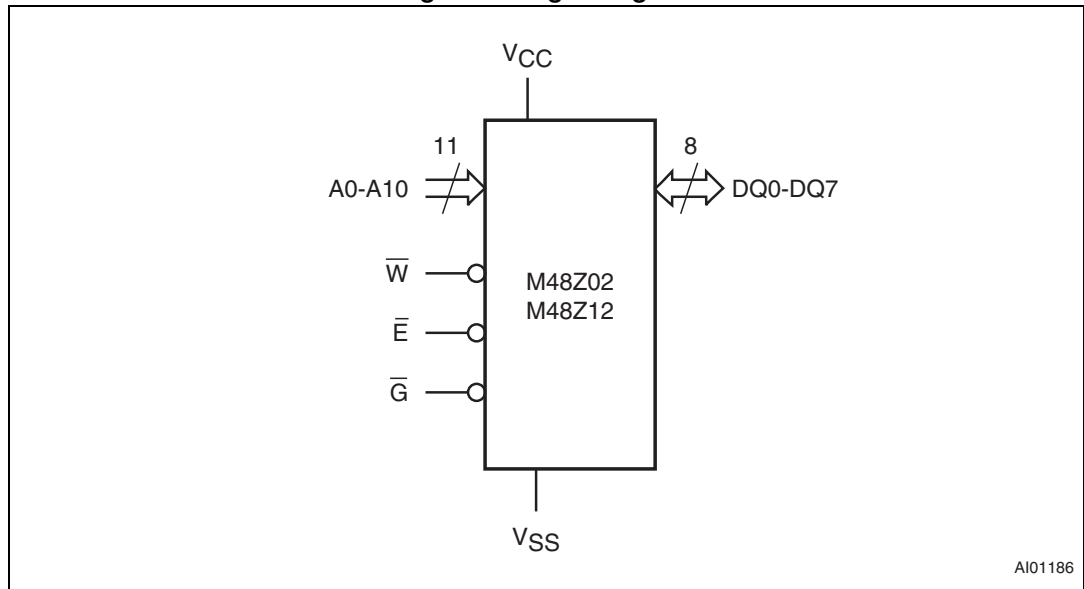 VCC
11
8
A0-A10
DQ0-DQ7
W̅
M48Z02
M48Z12
E̅
G̅
VSS
AI01186